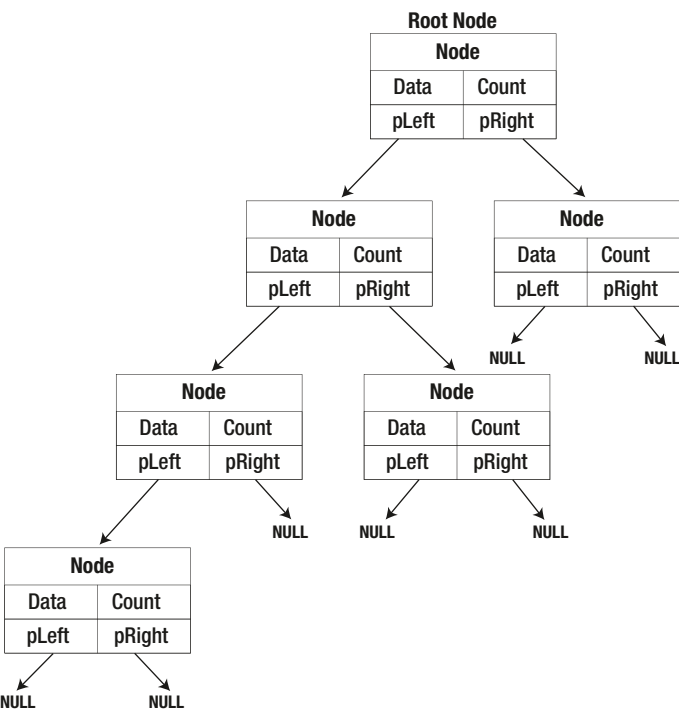 Root Node
Node
Data Count
pLeft pRight
Node Node
Data Count Data Count
pLeft pRight pLeft pRight
NULL NULL
Node Node
Data Count Data Count
pLeft pRight pLeft pRight
NULL NULL NULL
Node
Data Count
pLeft pRight
NULL NULL